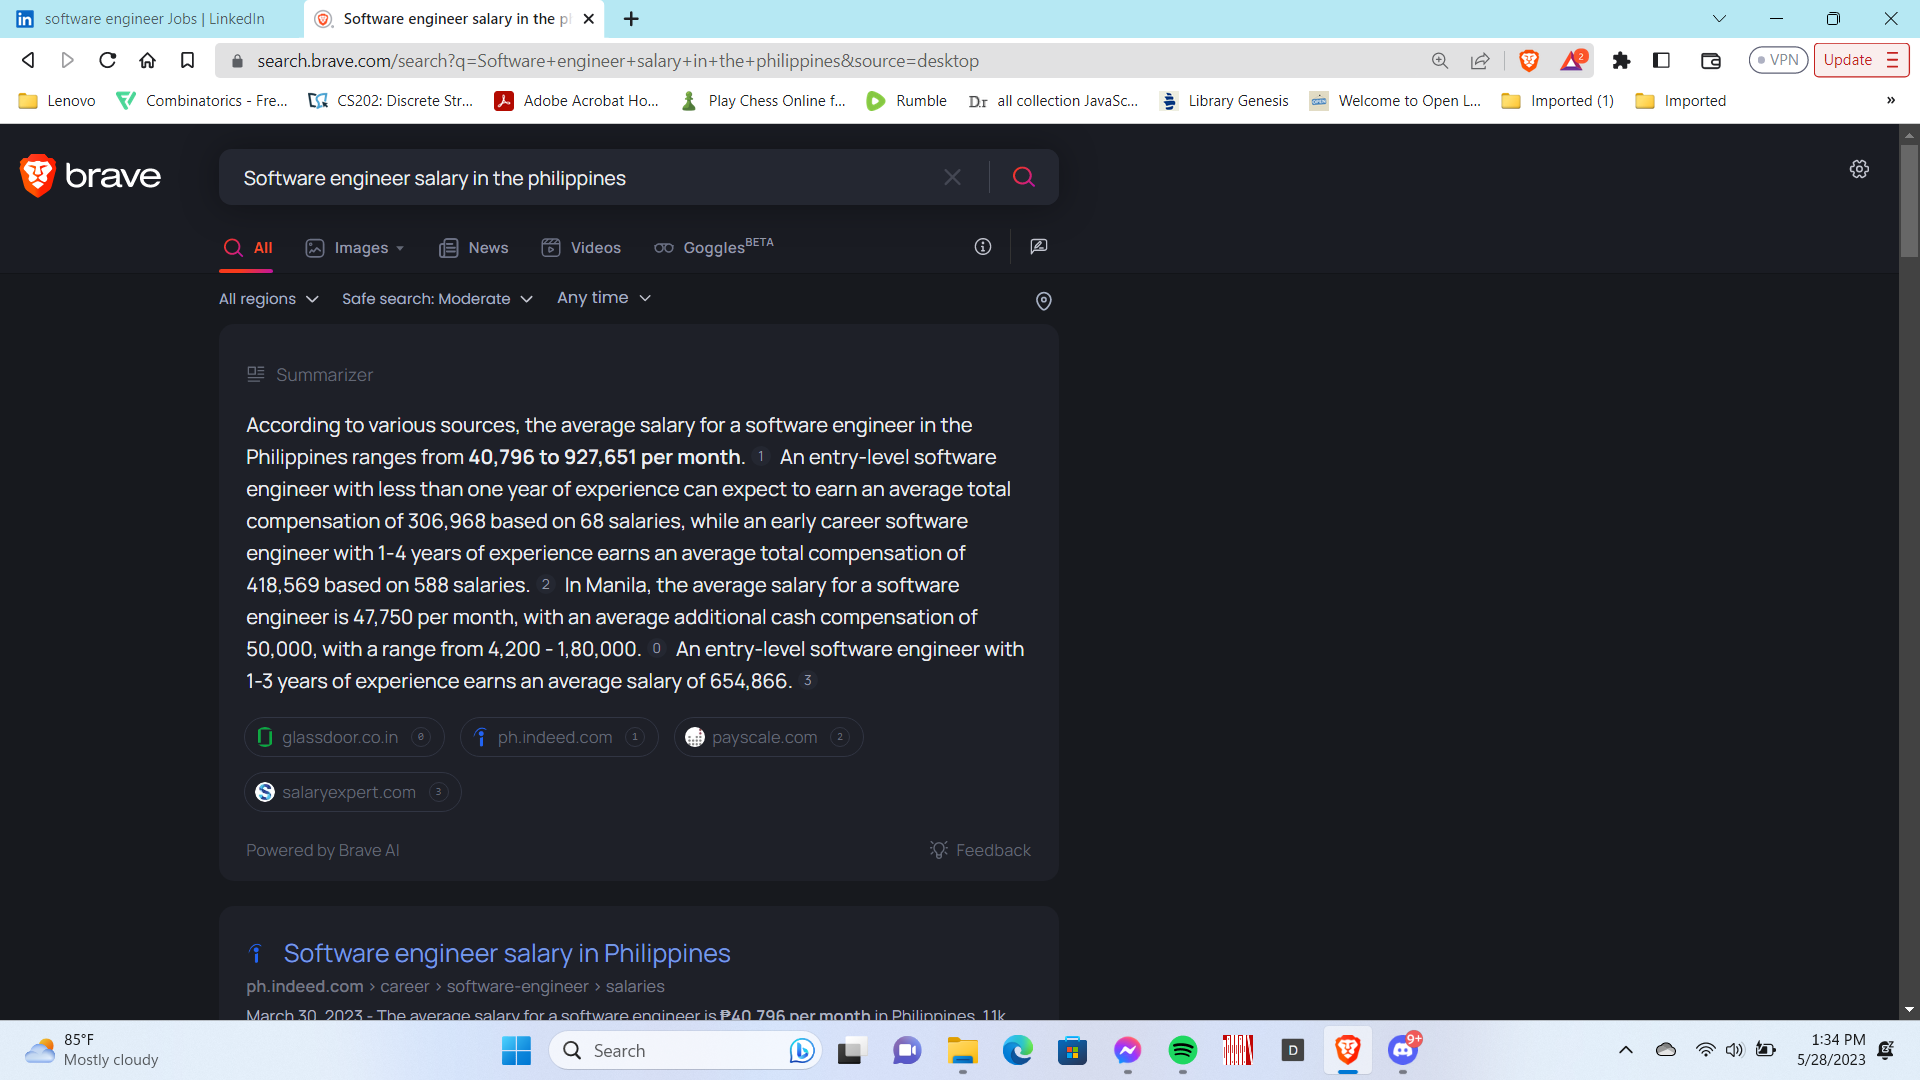 software engineer Jobs | LinkedIn
Software engineer salary in the p
search.brave.com/search?q=Software+engineer+salary+in+the+philippines&source=desktop
2
VPN
Update
Lenovo
Combinatorics - Fre...
CS202: Discrete Str...
Adobe Acrobat Ho...
Play Chess Online f...
Rumble
Dr all collection JavaSc...
Library Genesis
Welcome to Open L...
Imported (1)
Imported
»
brave
Software engineer salary in the philippines
All
Images
News
Videos
Goggles BETA
All regions
Safe search: Moderate
Any time
Summarizer
According to various sources, the average salary for a software engineer in the
Philippines ranges from 40,796 to 927,651 per month. 1 An entry-level software
engineer with less than one year of experience can expect to earn an average total
compensation of 306,968 based on 68 salaries, while an early career software
engineer with 1-4 years of experience earns an average total compensation of
418,569 based on 588 salaries. 2 In Manila, the average salary for a software
engineer is 47,750 per month, with an average additional cash compensation of
50,000, with a range from 4,200 - 1,80,000. 0 An entry-level software engineer with
1-3 years of experience earns an average salary of 654,866. 3
glassdoor.co.in 0
ph.indeed.com 1
payscale.com 2
salaryexpert.com 3
Powered by Brave AI
Feedback
Software engineer salary in Philippines
ph.indeed.com › career › software-engineer › salaries
March 30, 2023 - The average salary for a software engineer is ₱40,796 per month in Philippines. 1.1k
85°F
Mostly cloudy
Search
D
9+
1:34 PM
5/28/2023